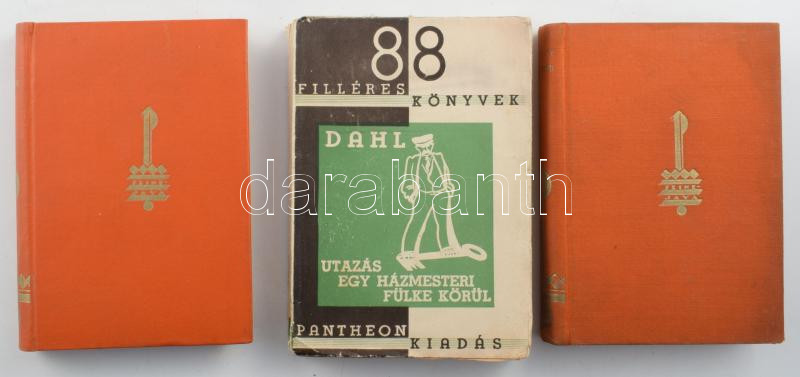 88
FILLÉRES KÖNYVEK
DAHL
UTAZÁS
EGY HÁZMESTERI
FÜLKE KÖRÜL
PANTHEON KIADÁS
darabanth